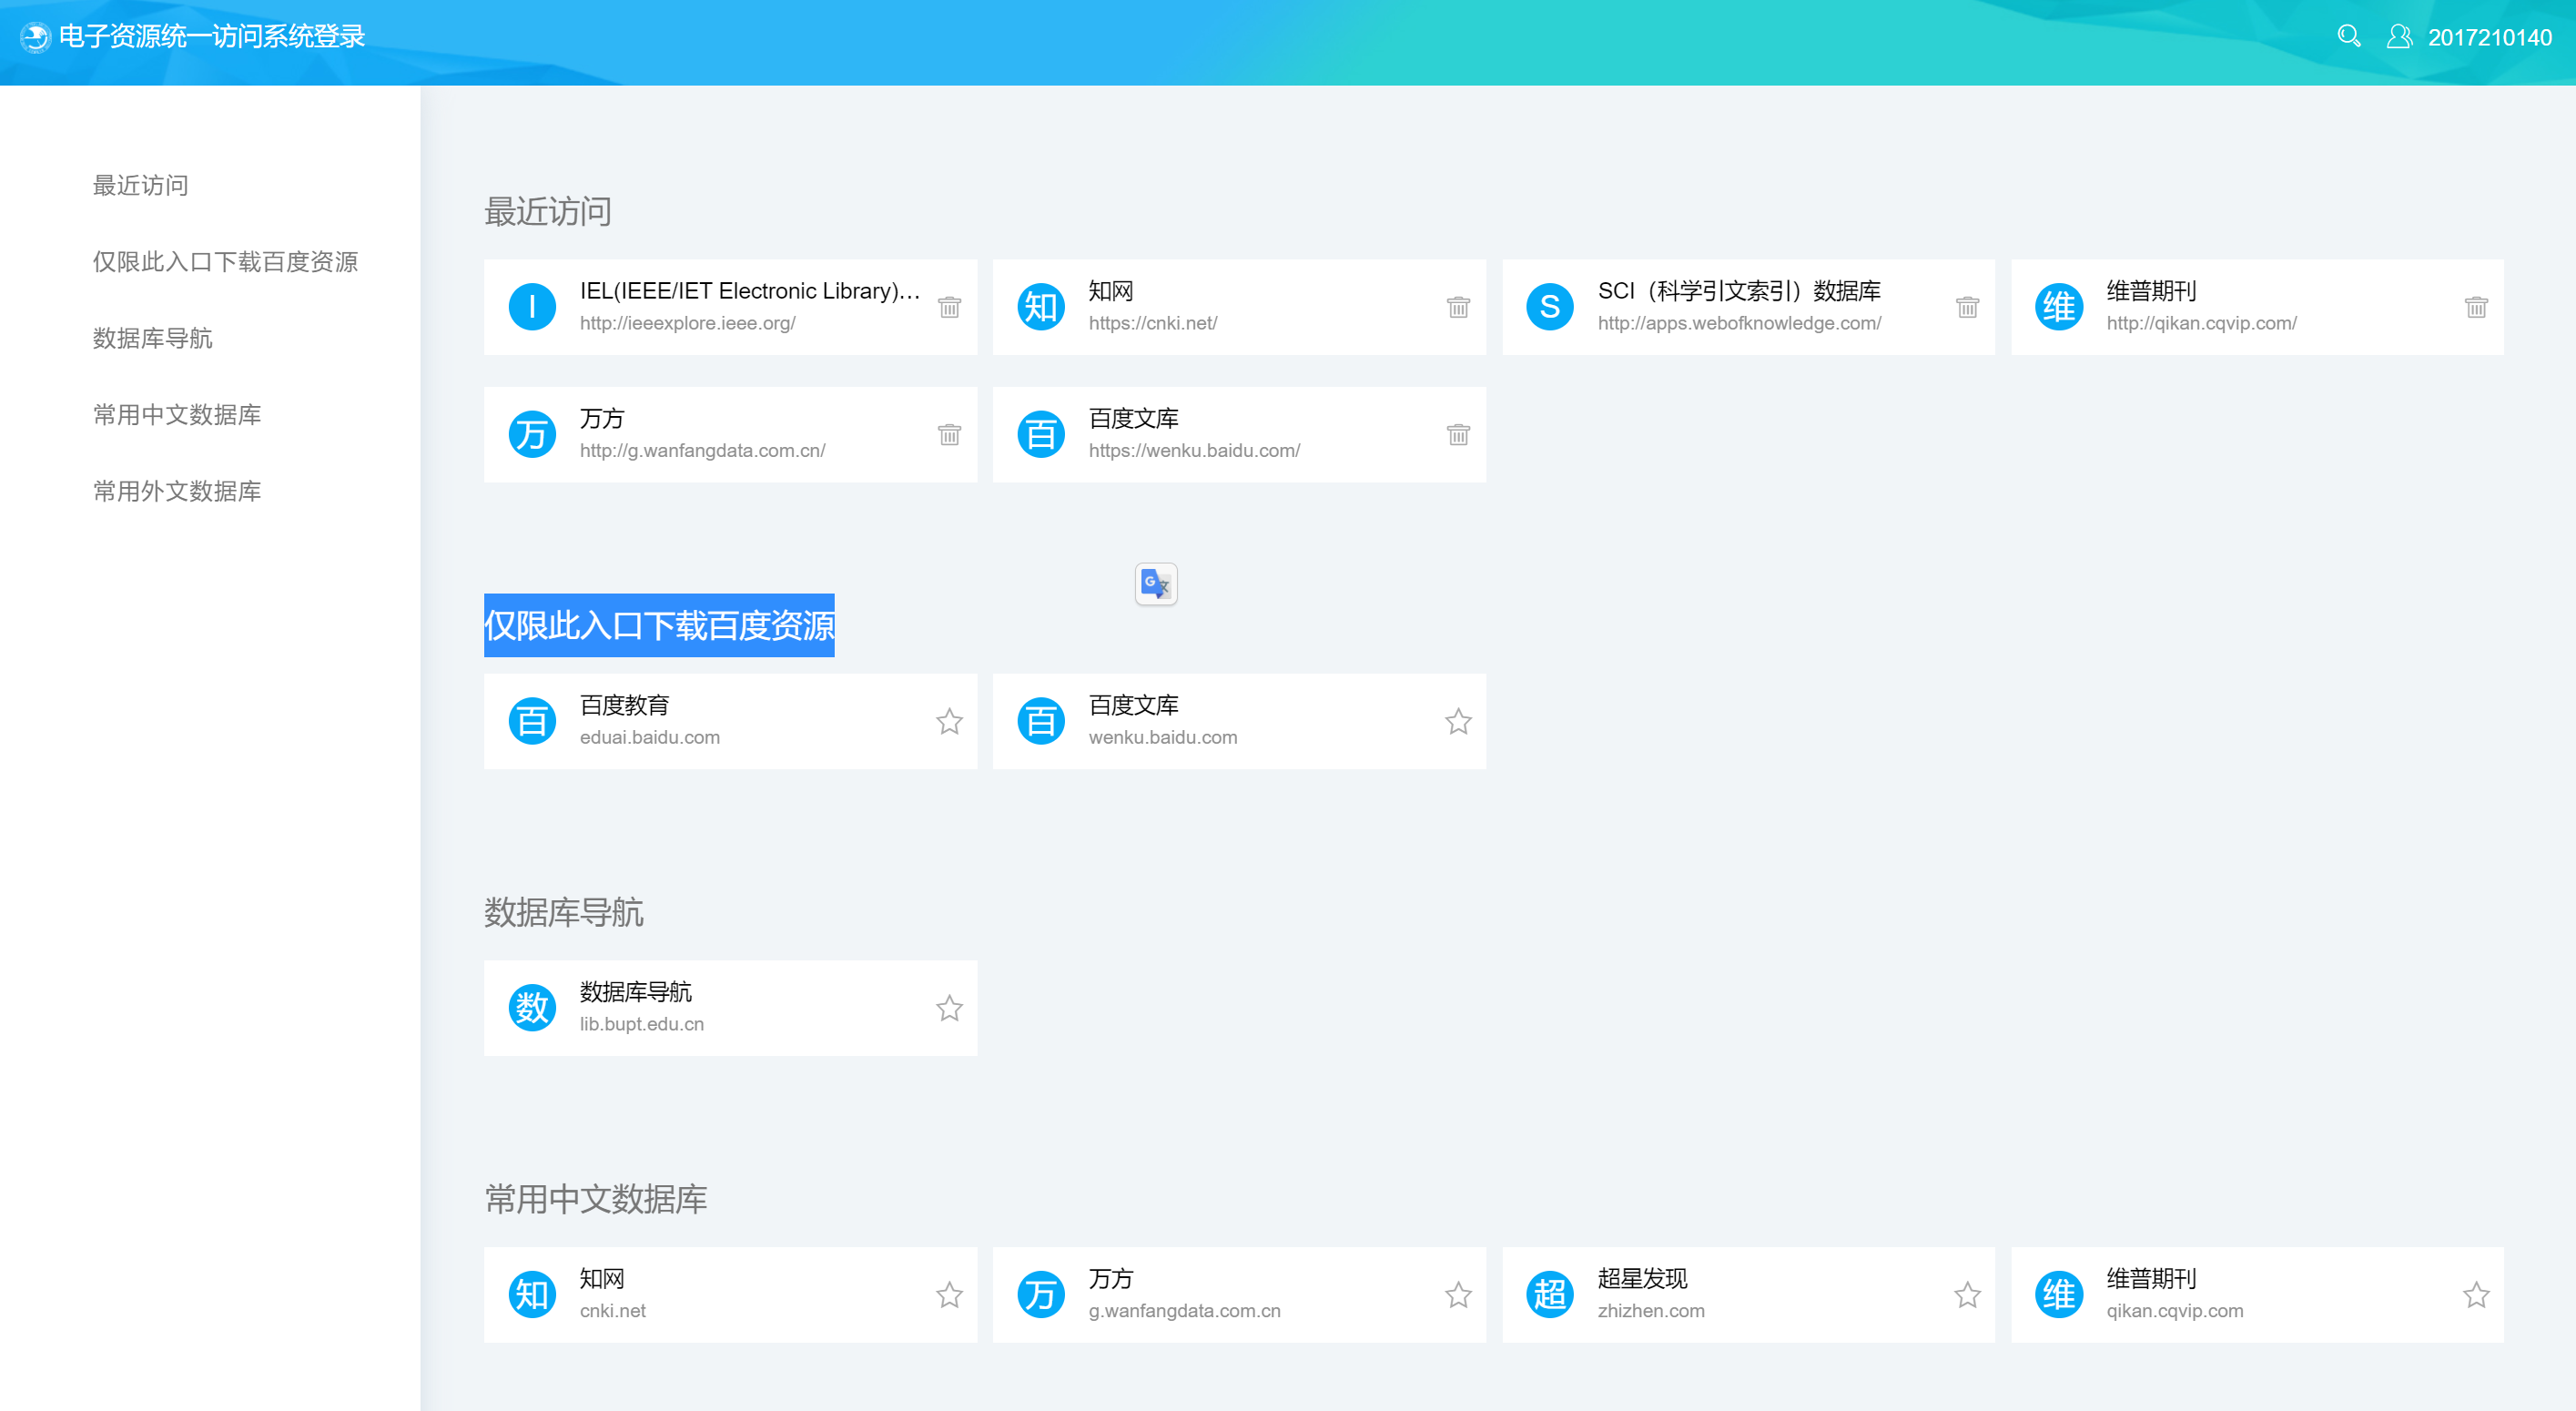 电子资源统一访问系统登录
2017210140
最近访问
仅限此入口下载百度资源
数据库导航
常用中文数据库
常用外文数据库
最近访问
I
IEL(IEEE/IET Electronic Library)...
http://ieeexplore.ieee.org/
知
知网
https://cnki.net/
S
SCI（科学引文索引）数据库
http://apps.webofknowledge.com/
维
维普期刊
http://qikan.cqvip.com/
万
万方
http://g.wanfangdata.com.cn/
百
百度文库
https://wenku.baidu.com/
G 文
仅限此入口下载百度资源
百
百度教育
eduai.baidu.com
百
百度文库
wenku.baidu.com
数据库导航
数
数据库导航
lib.bupt.edu.cn
常用中文数据库
知
知网
cnki.net
万
万方
g.wanfangdata.com.cn
超
超星发现
zhizhen.com
维
维普期刊
qikan.cqvip.com